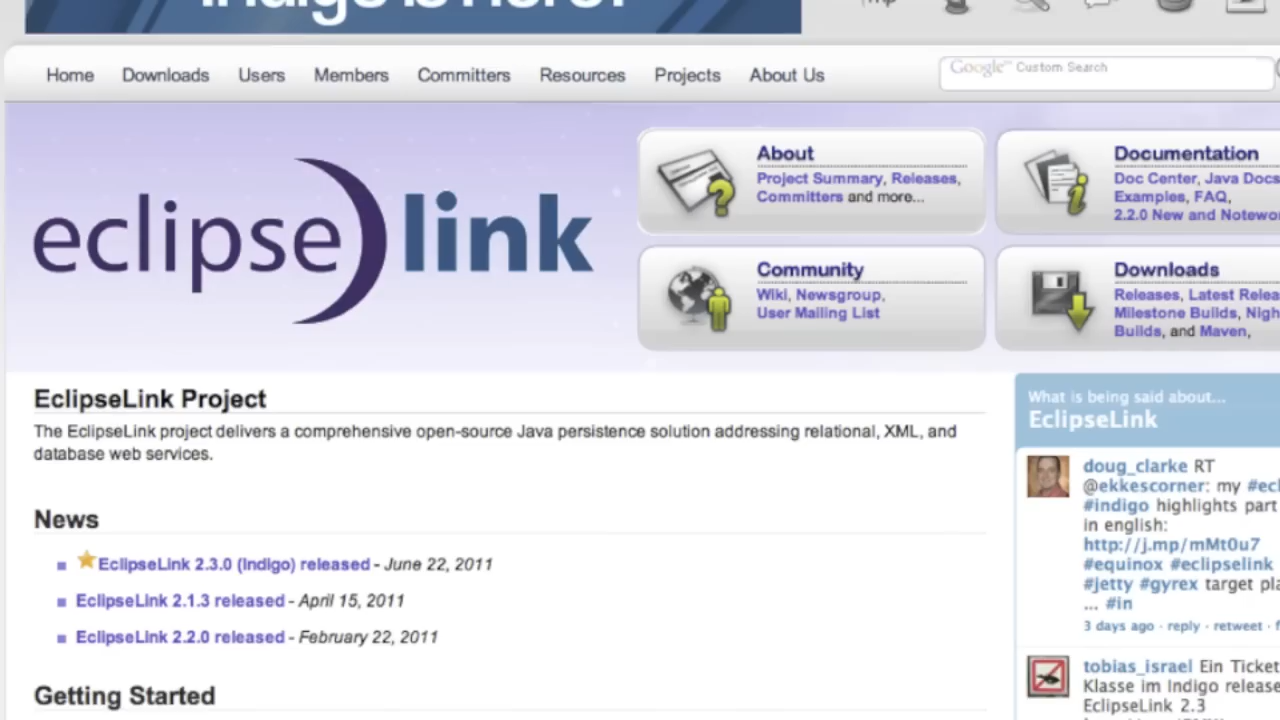 Indigo is here!
Home Downloads Users Members Committers Resources Projects About Us
Google™ Custom Search
eclipse link
About
Project Summary, Releases,
Committers and more...
Documentation
Doc Center, Java Docs
Examples, FAQ,
2.2.0 New and
Community
Wiki, Newsgroup,
User Mailing List
Downloads
Releases, Latest
Milestone Builds,
Builds, and Maven,
EclipseLink Project
The EclipseLink project delivers a comprehensive open-source Java persistence solution addressing relational, XML, and
database web services.
News
EclipseLink 2.3.0 (Indigo) released - June 22, 2011
EclipseLink 2.1.3 released - April 15, 2011
EclipseLink 2.2.0 released - February 22, 2011
Getting Started
What is being said about...
EclipseLink
doug_clarke RT
@ekkescorner: my #ecl
#indigo highlights part
in english:
http://j.mp/mMt0u7
#equinox #eclipselink
#jetty #gyrex target
... #in
3 days ago · reply · retweet ·
tobias_israel Ein Ticket
Klasse im Indigo release
EclipseLink 2.3